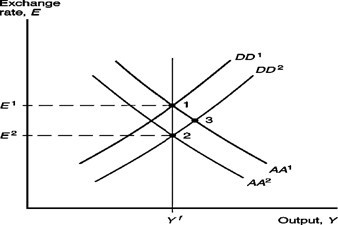 Exchange
rate, E
DD¹
DD²
E¹
1
3
E²
2
AA¹
AA²
Yᶠ
Output, Y